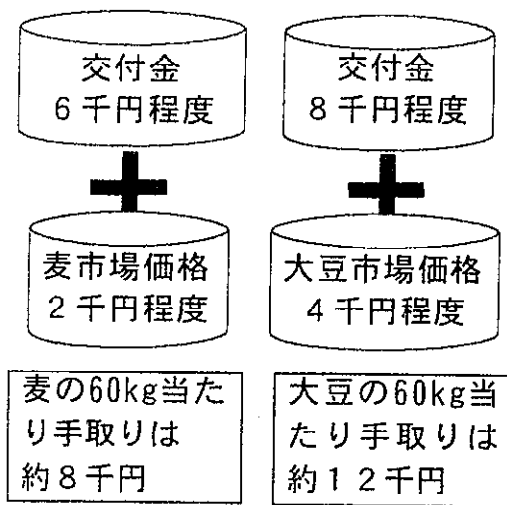 交付金
6千円程度
麦市場価格
2千円程度
麦の60kg当た
り手取りは
約8千円
交付金
8千円程度
大豆市場価格
4千円程度
大豆の60kg当
たり手取りは
約12千円